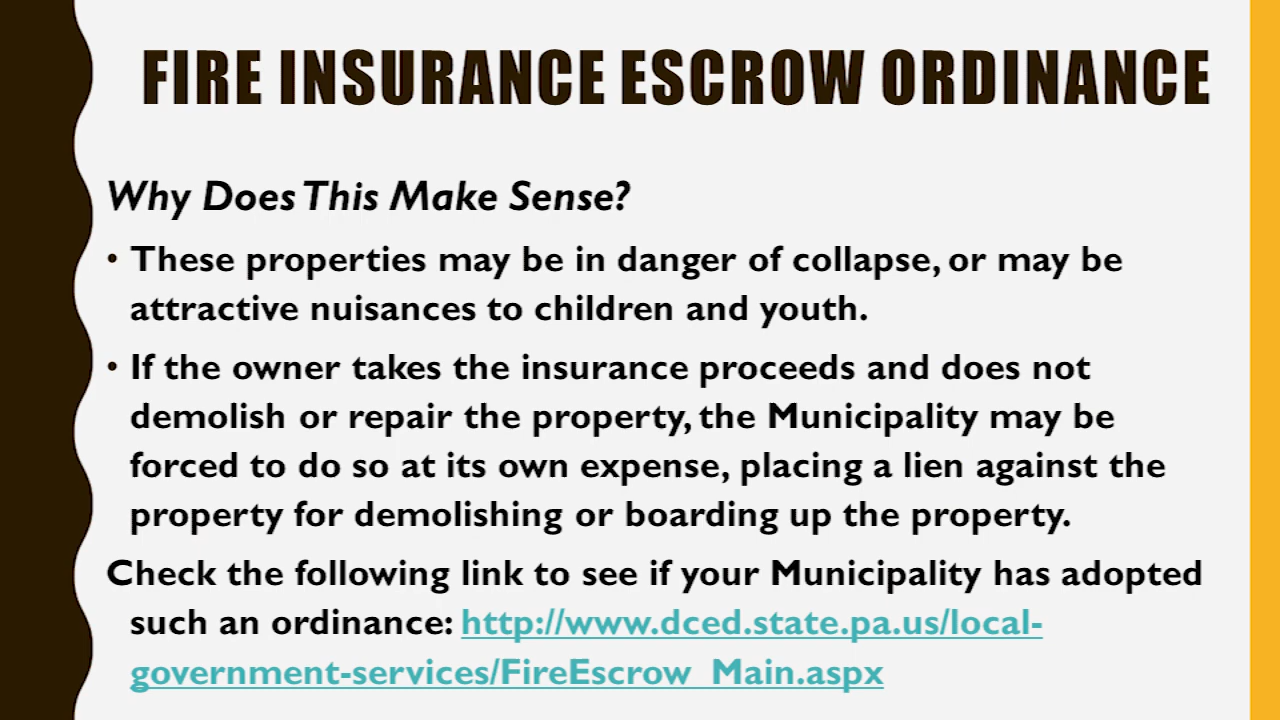 FIRE INSURANCE ESCROW ORDINANCE
Why Does This Make Sense?
• These properties may be in danger of collapse, or may be
attractive nuisances to children and youth.
• If the owner takes the insurance proceeds and does not
demolish or repair the property, the Municipality may be
forced to do so at its own expense, placing a lien against the
property for demolishing or boarding up the property.
Check the following link to see if your Municipality has adopted
such an ordinance: http://www.dced.state.pa.us/local-
government-services/FireEscrow_Main.aspx